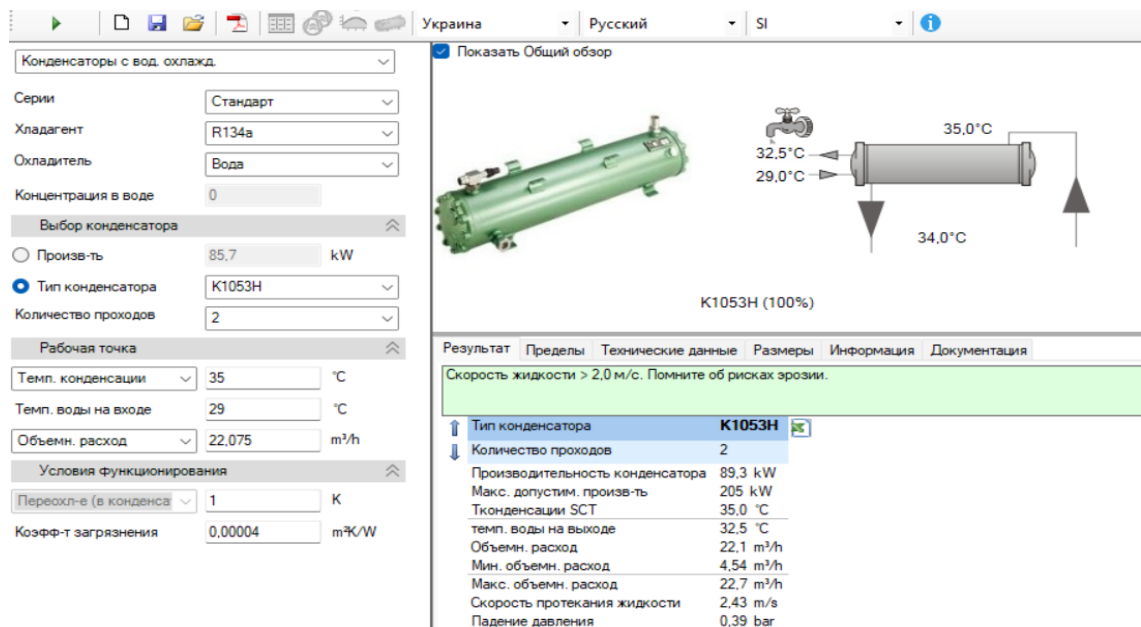 Украина Русский SI
Конденсаторы с вод. охлажд.
Серии Стандарт
Хладагент R134a
Охладитель Вода
Концентрация в воде 0
Выбор конденсатора
Произв-ть 85,7 kW
Тип конденсатора K1053H
Количество проходов 2
Рабочая точка
Темп. конденсации 35 °C
Темп. воды на входе 29 °C
Объемн. расход 22,075 m³/h
Условия функционирования
Переохл-е (в конденса 1 K
Коэфф-т загрязнения 0,00004 m²K/W
Показать Общий обзор
35,0°C
32,5°C
29,0°C
34,0°C
K1053H (100%)
Результат Пределы Технические данные Размеры Информация Документация
Скорость жидкости > 2,0 м/с. Помните об рисках эрозии.
Тип конденсатора K1053H
Количество проходов 2
Производительность конденсатора 89,3 kW
Макс. допустим. произв-ть 205 kW
Тконденсации SCT 35,0 °C
темп. воды на выходе 32,5 °C
Объемн. расход 22,1 m³/h
Мин. объемн. расход 4,54 m³/h
Макс. объемн. расход 22,7 m³/h
Скорость протекания жидкости 2,43 m/s
Падение давления 0,39 bar